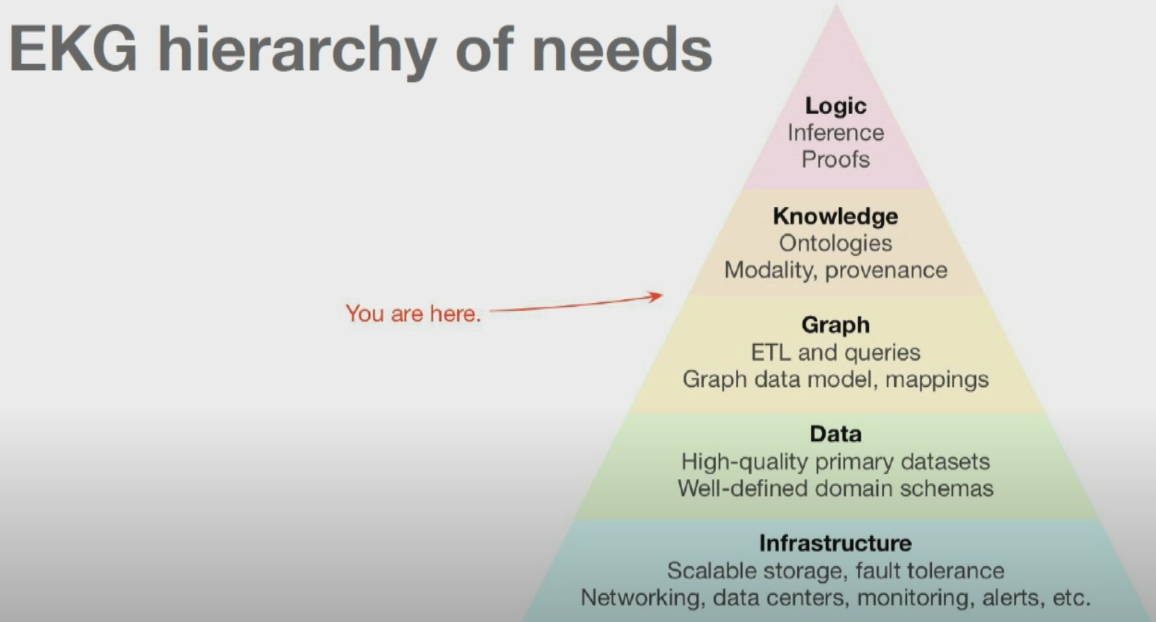 EKG hierarchy of needs
Logic
Inference
Proofs
Knowledge
Ontologies
Modality, provenance
You are here.
Graph
ETL and queries
Graph data model, mappings
Data
High-quality primary datasets
Well-defined domain schemas
Infrastructure
Scalable storage, fault tolerance
Networking, data centers, monitoring, alerts, etc.